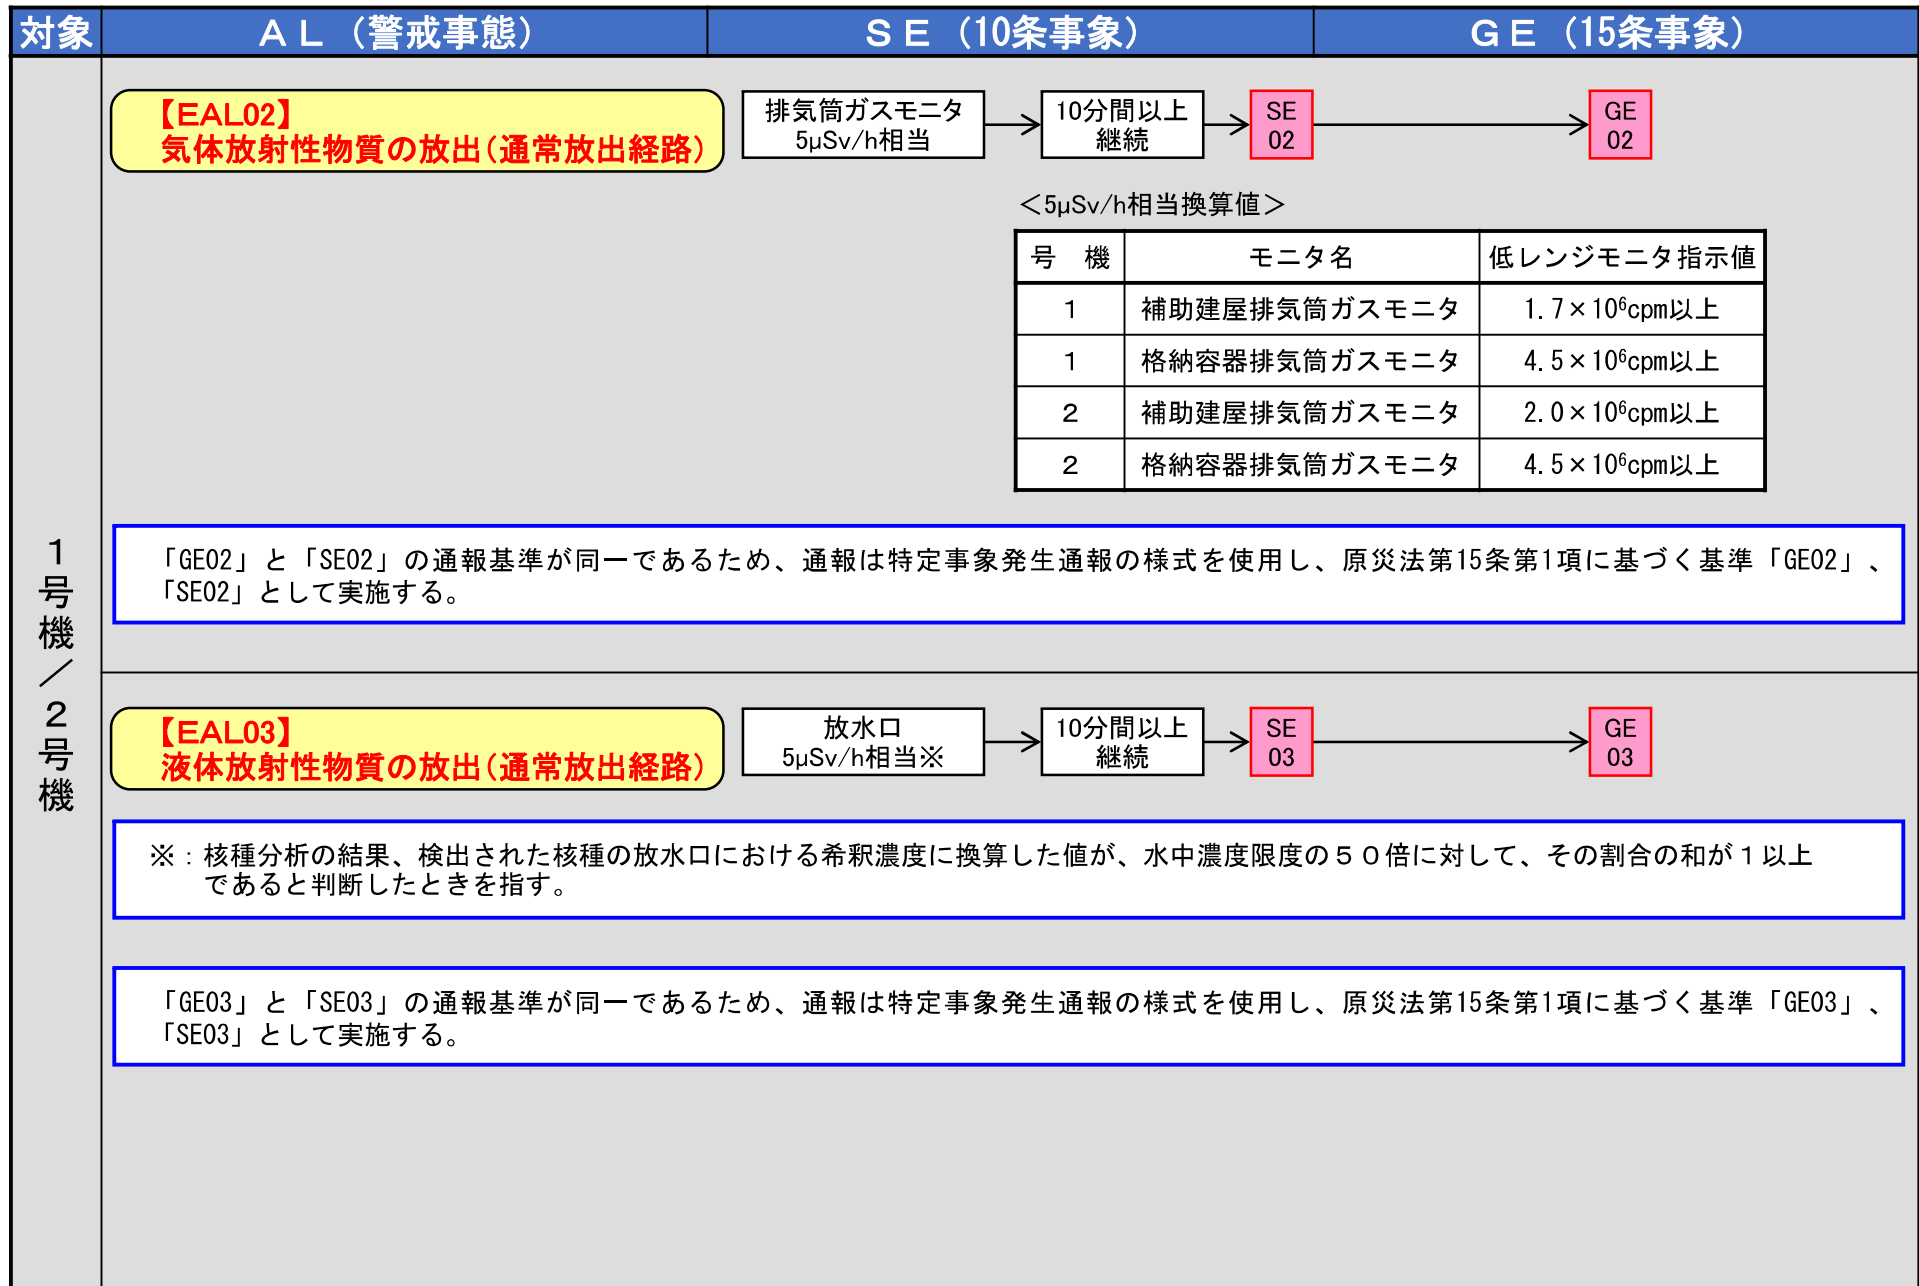 対象
ＡＬ（警戒事態）
ＳＥ（10条事象）
ＧＥ（15条事象）
1号機／2号機
【EAL02】
気体放射性物質の放出（通常放出経路）
排気筒ガスモニタ
5μSv/h相当
10分間以上
継続
SE
02
GE
02
＜5μSv/h相当換算値＞
号　機　モニタ名　低レンジモニタ指示値
1　補助建屋排気筒ガスモニタ　1.7×10⁶cpm以上
1　格納容器排気筒ガスモニタ　4.5×10⁶cpm以上
2　補助建屋排気筒ガスモニタ　2.0×10⁶cpm以上
2　格納容器排気筒ガスモニタ　4.5×10⁶cpm以上
「GE02」と「SE02」の通報基準が同一であるため、通報は特定事象発生通報の様式を使用し、原災法第15条第1項に基づく基準「GE02」、
「SE02」として実施する。
【EAL03】
液体放射性物質の放出（通常放出経路）
放水口
5μSv/h相当※
10分間以上
継続
SE
03
GE
03
※：核種分析の結果、検出された核種の放水口における希釈濃度に換算した値が、水中濃度限度の５０倍に対して、その割合の和が１以上
であると判断したときを指す。
「GE03」と「SE03」の通報基準が同一であるため、通報は特定事象発生通報の様式を使用し、原災法第15条第1項に基づく基準「GE03」、
「SE03」として実施する。